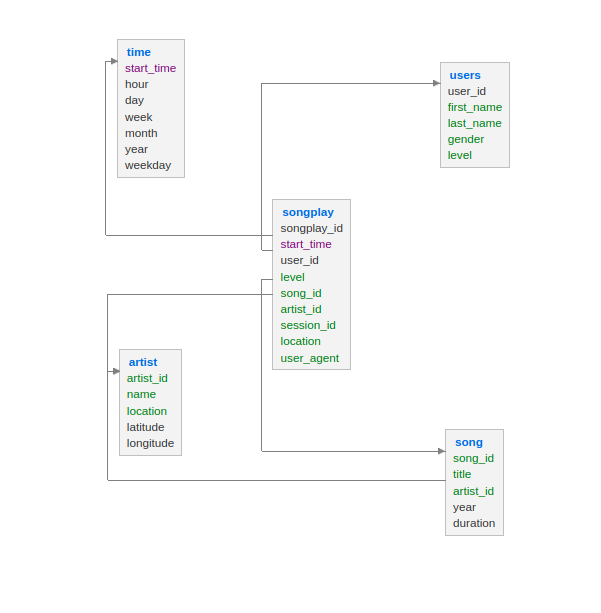 time
start_time
hour
day
week
month
year
weekday
users
user_id
first_name
last_name
gender
level
songplay
songplay_id
start_time
user_id
level
song_id
artist_id
session_id
location
user_agent
artist
artist_id
name
location
latitude
longitude
song
song_id
title
artist_id
year
duration